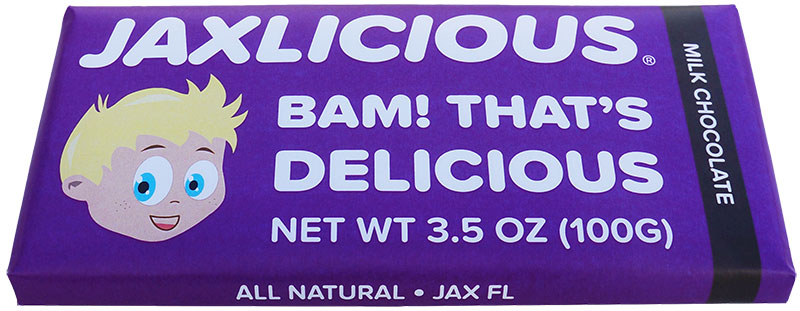 JAXLICIOUS®
BAM! THAT'S
DELICIOUS
NET WT 3.5 OZ (100G)
ALL NATURAL • JAX FL
MILK CHOCOLATE